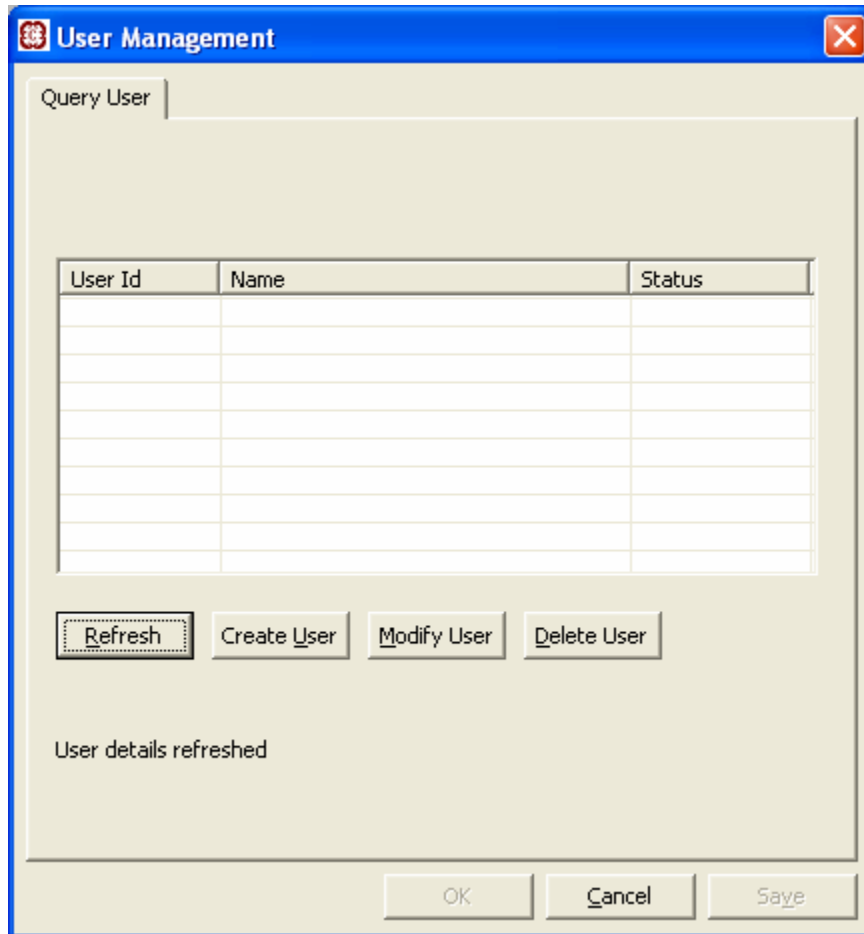 User Management
Query User
User Id Name Status
Refresh Create User Modify User Delete User
User details refreshed
OK Cancel Save